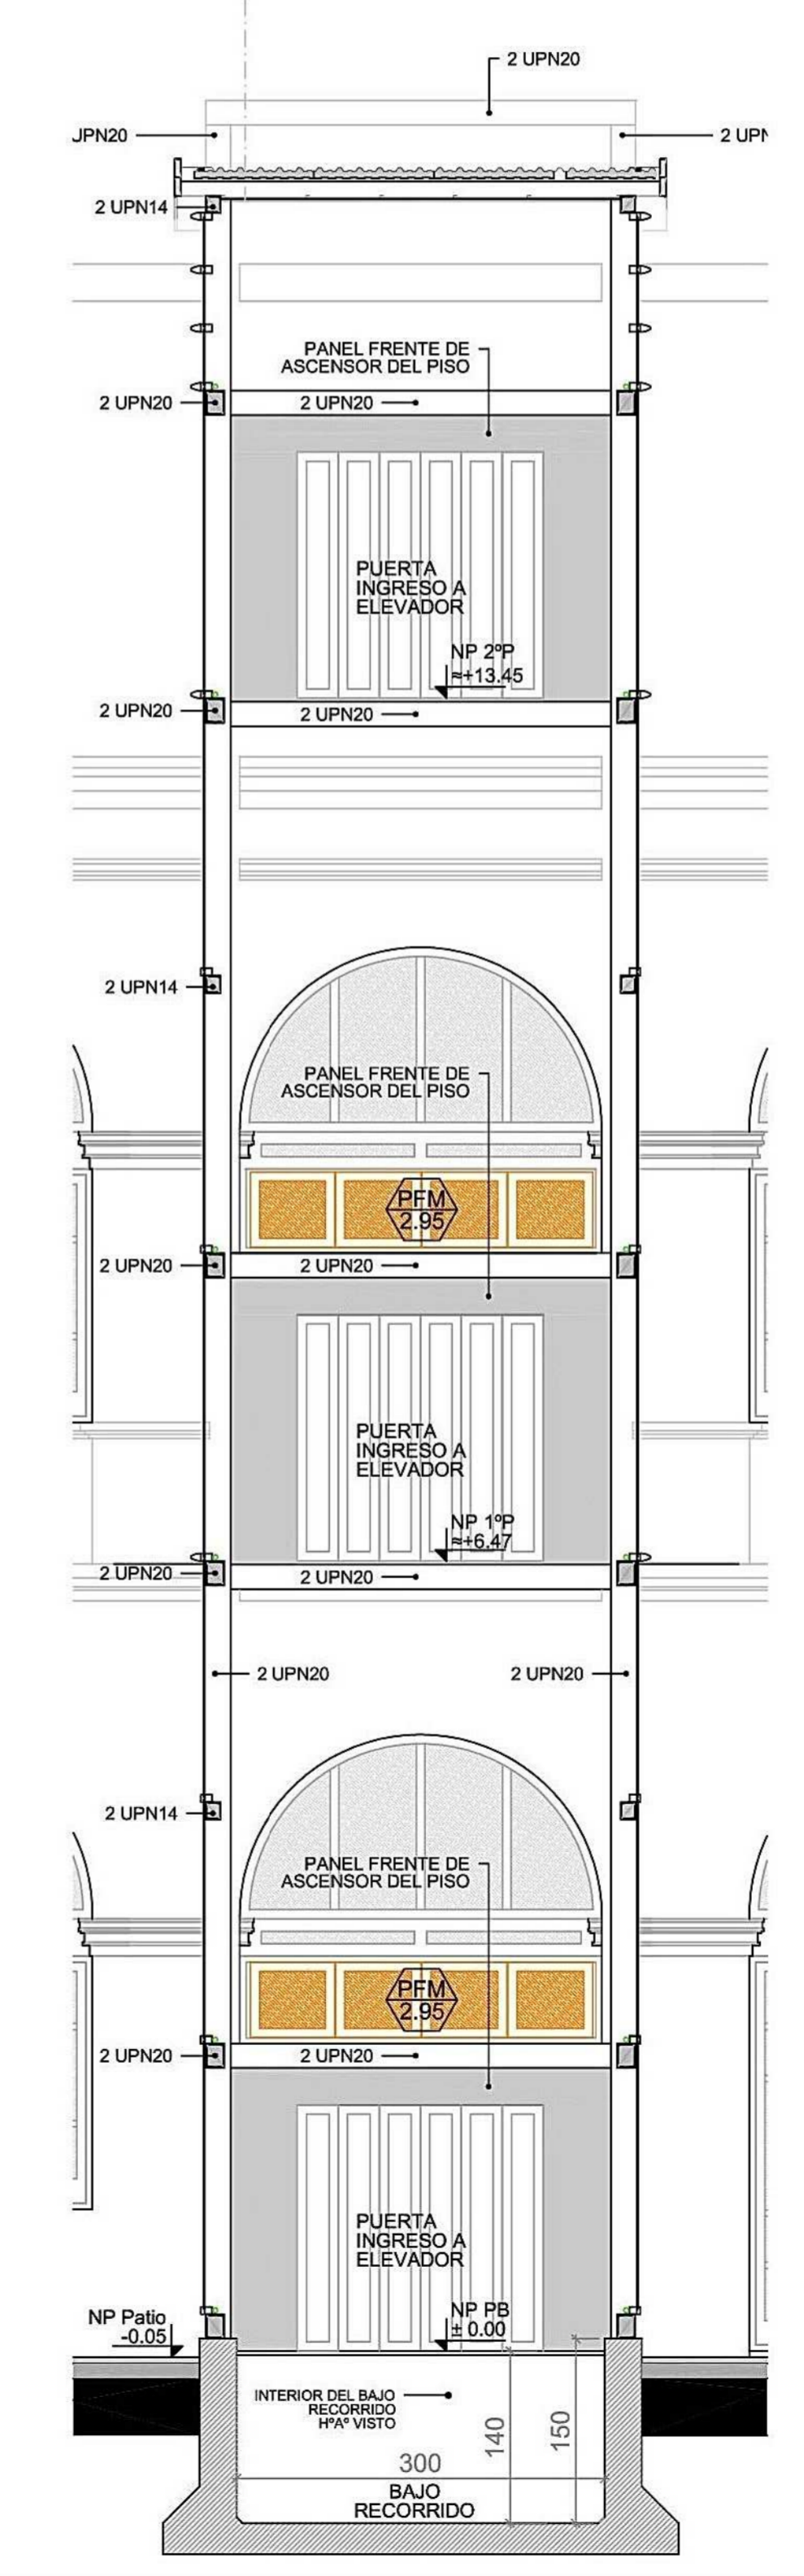 2 UPN20
JPN20
2 UPN
2 UPN14
PANEL FRENTE DE
ASCENSOR DEL PISO
2 UPN20
2 UPN20
PUERTA
INGRESO A
ELEVADOR
NP 2ºP
≈+13.45
2 UPN20
2 UPN20
2 UPN14
PANEL FRENTE DE
ASCENSOR DEL PISO
PFM
2.95
2 UPN20
2 UPN20
PUERTA
INGRESO A
ELEVADOR
NP 1ºP
≈+6.47
2 UPN20
2 UPN20
2 UPN20
2 UPN20
2 UPN14
PANEL FRENTE DE
ASCENSOR DEL PISO
PFM
2.95
2 UPN20
2 UPN20
PUERTA
INGRESO A
ELEVADOR
NP PB
± 0.00
NP Patio
-0.05
INTERIOR DEL BAJO
RECORRIDO
HºAº VISTO
140
150
300
BAJO
RECORRIDO